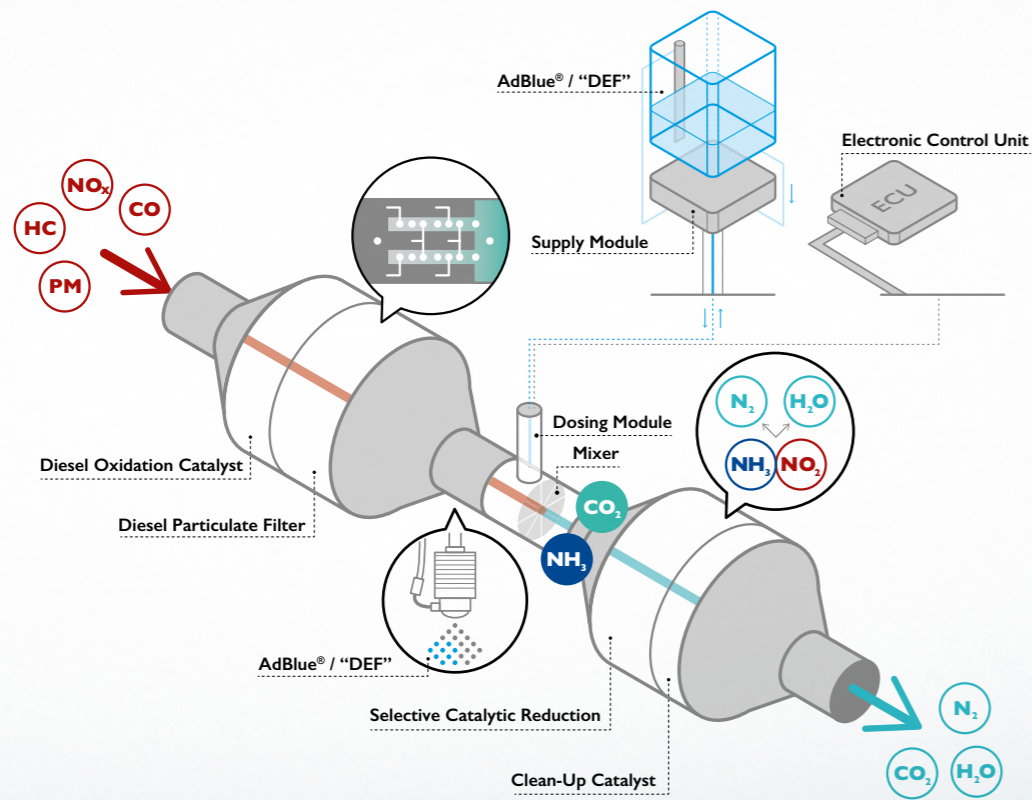 AdBlue® / “DEF”
Electronic Control Unit
ECU
Supply Module
NOₓ
CO
HC
PM
N₂
H₂O
NH₃
NO₂
Dosing Module
Mixer
Diesel Oxidation Catalyst
Diesel Particulate Filter
CO₂
NH₃
AdBlue® / “DEF”
Selective Catalytic Reduction
Clean-Up Catalyst
N₂
CO₂
H₂O